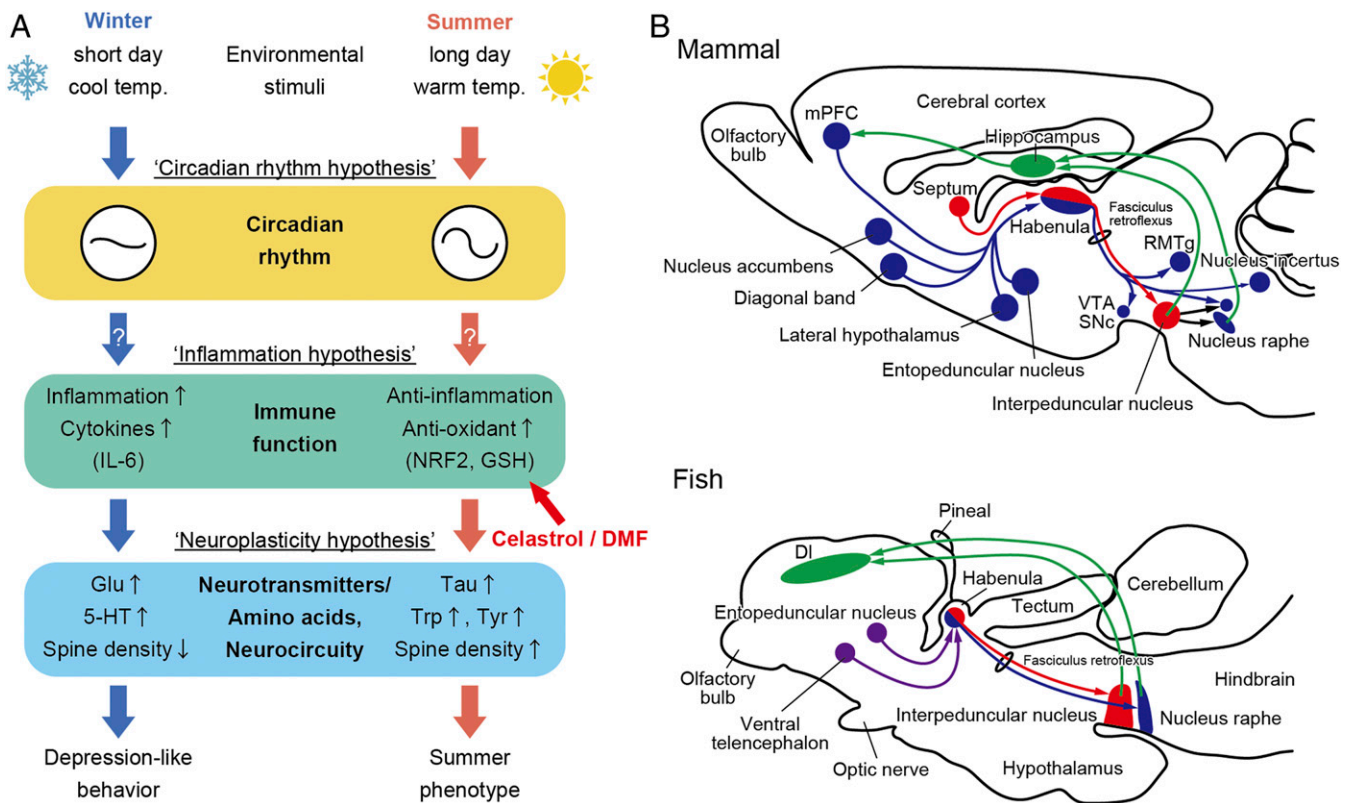 A
Winter
short day
cool temp.
Environmental
stimuli
Summer
long day
warm temp.
‘Circadian rhythm hypothesis’
Circadian
rhythm
?
?
‘Inflammation hypothesis’
Inflammation ↑
Cytokines ↑
(IL-6)
Immune
function
Anti-inflammation
Anti-oxidant ↑
(NRF2, GSH)
Celastrol / DMF
‘Neuroplasticity hypothesis’
Glu ↑
5-HT ↑
Spine density ↓
Neurotransmitters/
Amino acids,
Neurocircuity
Tau ↑
Trp ↑ , Tyr ↑
Spine density ↑
Depression-like
behavior
Summer
phenotype
B
Mammal
Cerebral cortex
mPFC
Olfactory
bulb
Hippocampus
Septum
Habenula
Fasciculus
retroflexus
RMTg
Nucleus incertus
Nucleus accumbens
Diagonal band
VTA
SNc
Lateral hypothalamus
Nucleus raphe
Entopeduncular nucleus
Interpeduncular nucleus
Fish
Pineal
Dl
Habenula
Cerebellum
Tectum
Entopeduncular nucleus
Fasciculus retroflexus
Olfactory
bulb
Hindbrain
Ventral
telencephalon
Interpeduncular nucleus
Nucleus raphe
Optic nerve
Hypothalamus